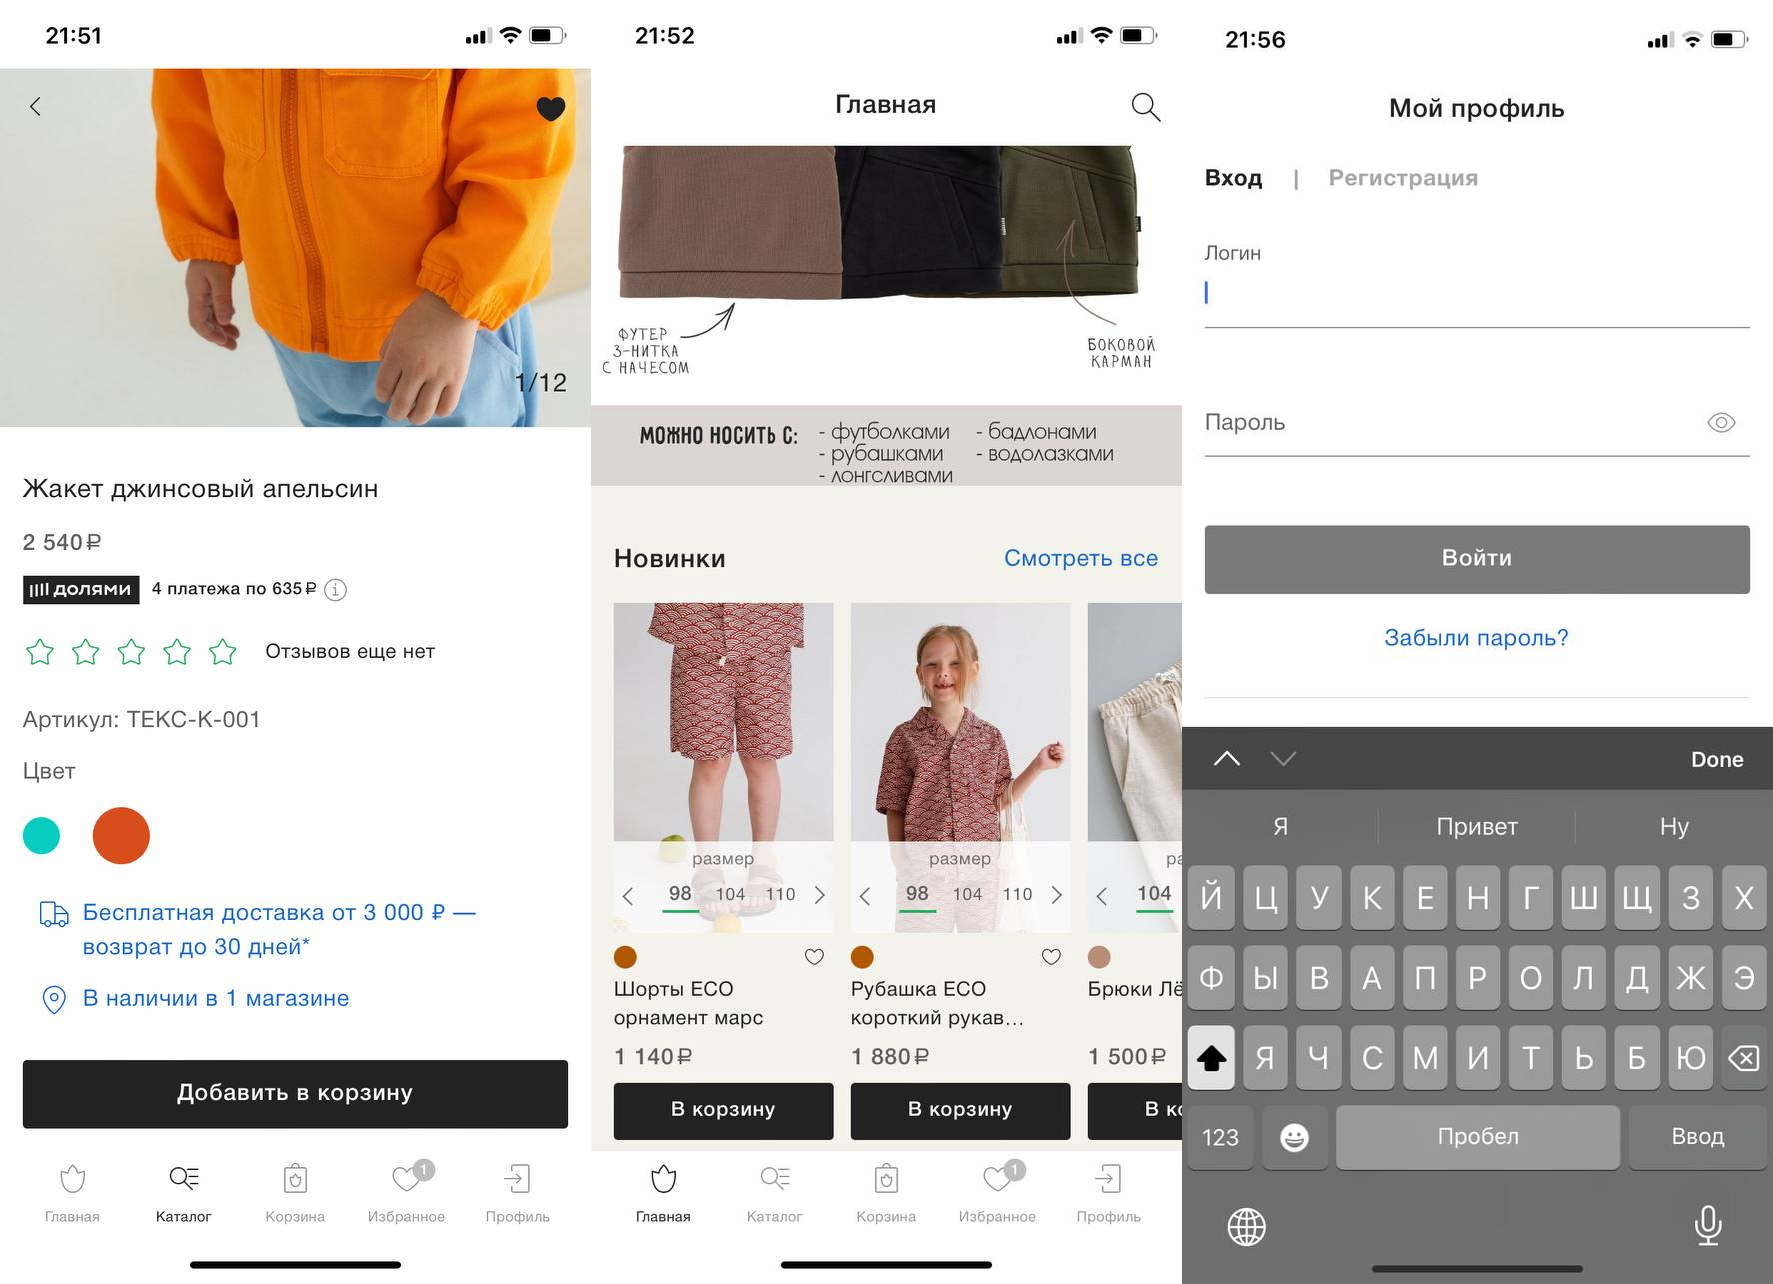 21:51
1/12
Жакет джинсовый апельсин
2 540 ₽
долями 4 платежа по 635 ₽
Отзывов еще нет
Артикул: ТЕКС-К-001
Цвет
Бесплатная доставка от 3 000 ₽ —
возврат до 30 дней*
В наличии в 1 магазине
Добавить в корзину
Главная Каталог Корзина Избранное 1 Профиль
21:52
Главная
ФУТЕР
3-НИТКА
С НАЧЕСОМ
БОКОВОЙ
КАРМАН
МОЖНО НОСИТЬ С:
- футболками
- рубашками
- лонгсливами
- бадлонами
- водолазками
Новинки Смотреть все
размер
98 104 110
Шорты ECO
орнамент марс
1 140 ₽
В корзину
размер
98 104 110
Рубашка ECO
короткий рукав...
1 880 ₽
В корзину
ра
104
Брюки Лё
1 500 ₽
В ко
Главная Каталог Корзина Избранное 1 Профиль
21:56
Мой профиль
Вход | Регистрация
Логин
Пароль
Войти
Забыли пароль?
Done
Я Привет Ну
Й Ц У К Е Н Г Ш Щ З Х
Ф Ы В А П Р О Л Д Ж Э
Я Ч С М И Т Ь Б Ю
123 Пробел Ввод